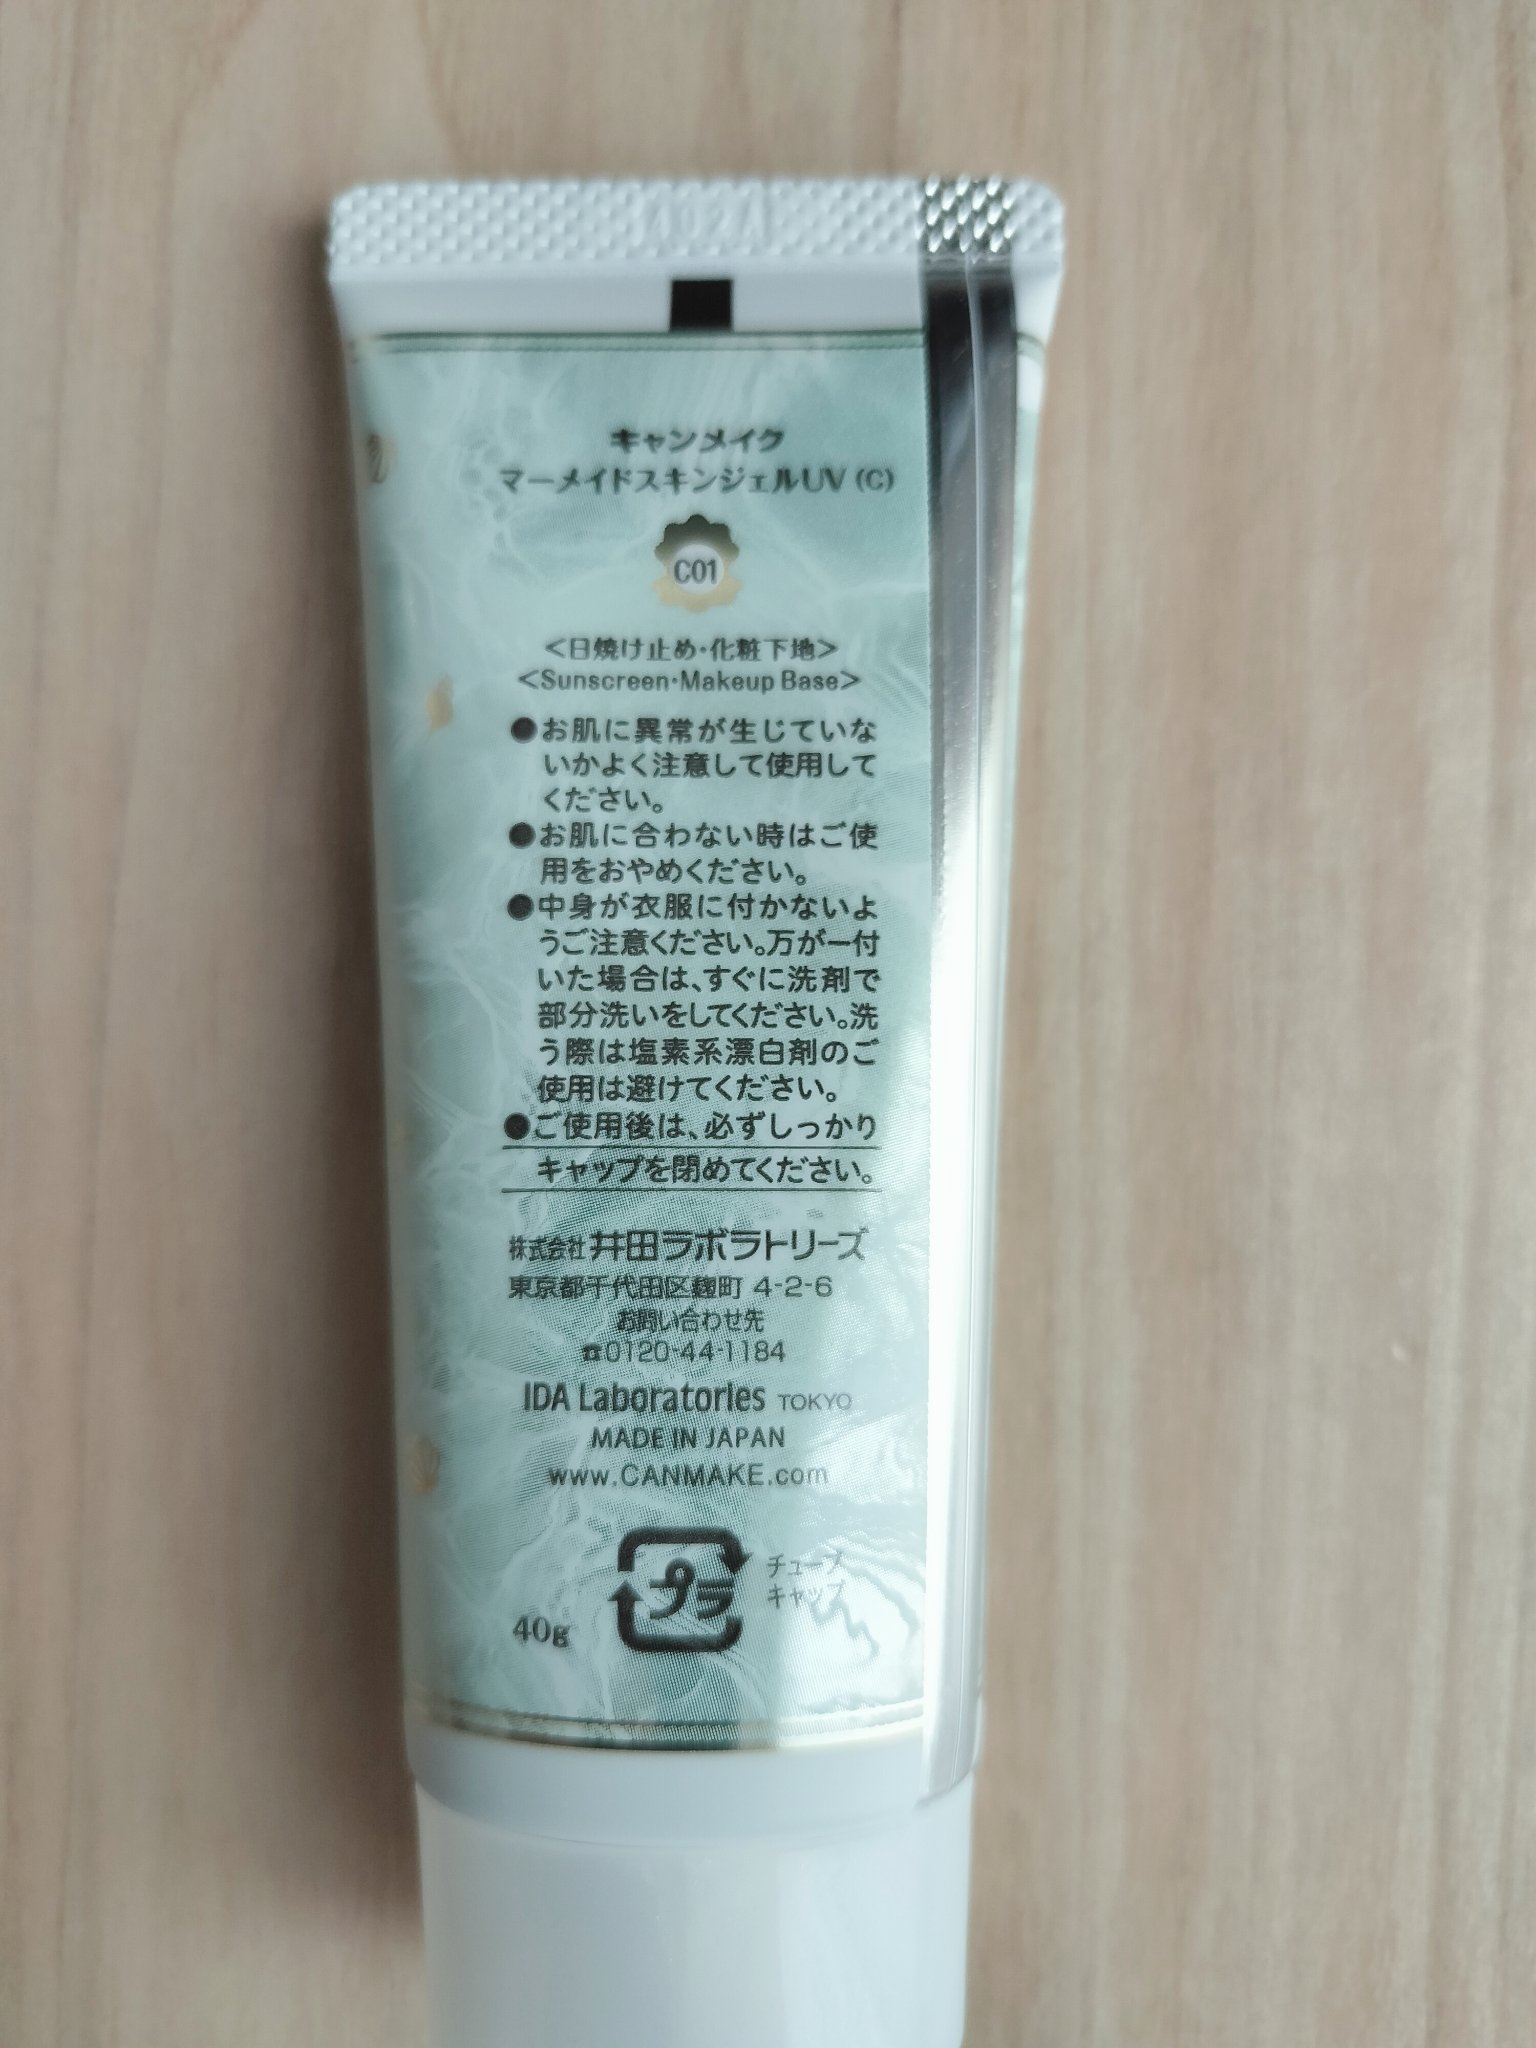 キャンメイク
マーメイドスキンジェルUV (C)
C01
<日焼け止め・化粧下地>
<Sunscreen・Makeup Base>
●お肌に異常が生じていな
いかよく注意して使用して
ください。
●お肌に合わない時はご使
用をおやめください。
●中身が衣服に付かないよ
うご注意ください。万が一付
いた場合は、すぐに洗剤で
部分洗いをしてください。洗
う際は塩素系漂白剤のご
使用は避けてください。
●ご使用後は、必ずしっかり
キャップを閉めてください。
株式会社 井田ラボラトリーズ
東京都千代田区麹町 4-2-6
お問い合わせ先
☎0120-44-1184
IDA Laboratories TOKYO
MADE IN JAPAN
www.CANMAKE.com
プラ
チューブ
キャップ
40g